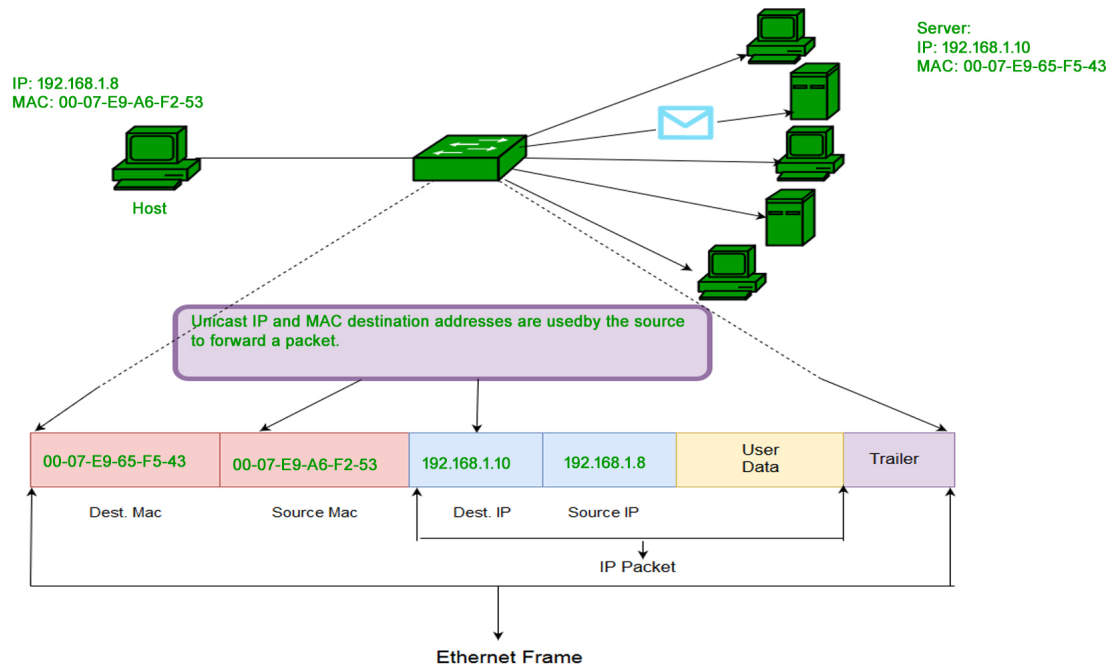 Server:
IP: 192.168.1.10
MAC: 00-07-E9-65-F5-43
IP: 192.168.1.8
MAC: 00-07-E9-A6-F2-53
Host
Unicast IP and MAC destination addresses are usedby the source
to forward a packet.
00-07-E9-65-F5-43
00-07-E9-A6-F2-53
192.168.1.10
192.168.1.8
User
Data
Trailer
Dest. Mac
Source Mac
Dest. IP
Source IP
IP Packet
Ethernet Frame